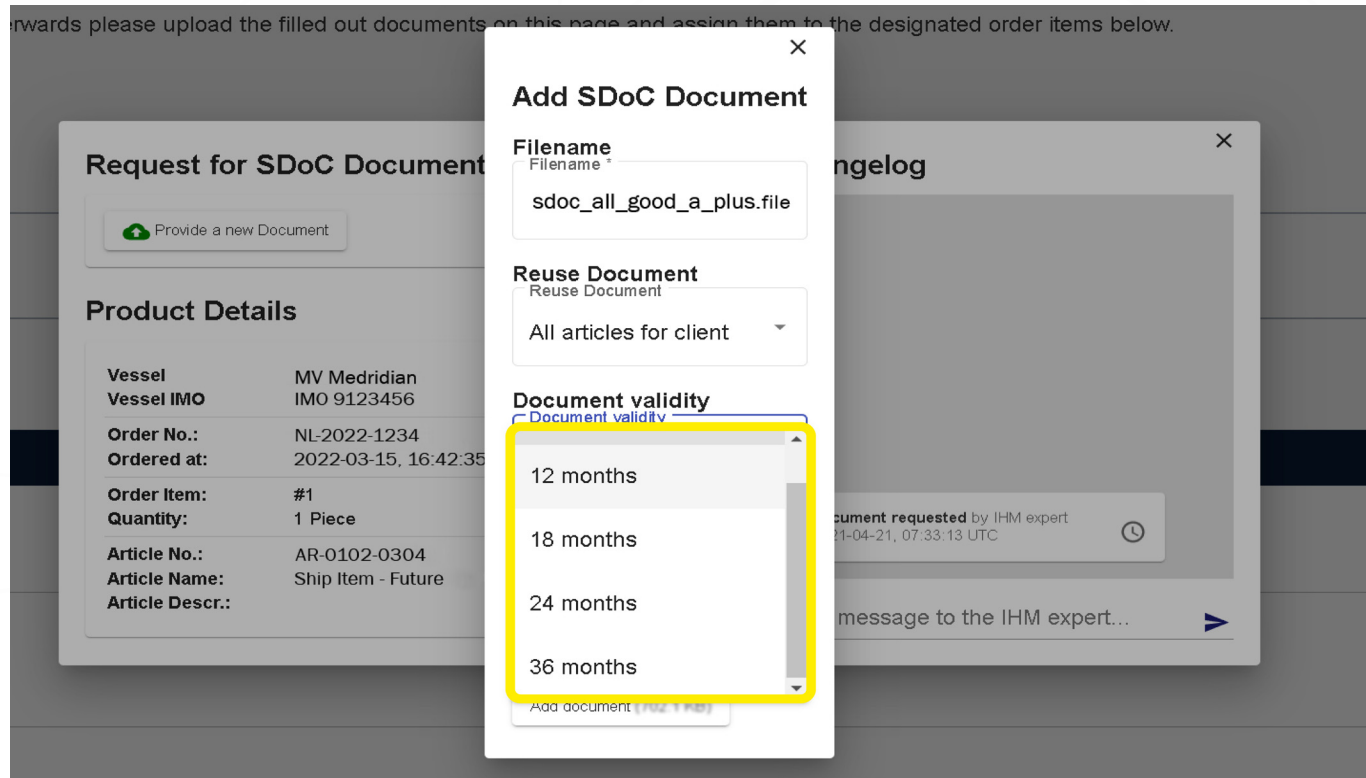 rwards please upload the filled out documents on this page and assign them to the designated order items below.
Add SDoC Document
Filename
Filename *
sdoc_all_good_a_plus.file
Reuse Document
Reuse Document
All articles for client
Document validity
Document validity
12 months
18 months
24 months
36 months
Add document (702.1 KB)
Request for SDoC Document
Provide a new Document
Product Details
Vessel MV Medridian
Vessel IMO IMO 9123456
Order No.: NL-2022-1234
Ordered at: 2022-03-15, 16:42:35
Order Item: #1
Quantity: 1 Piece
Article No.: AR-0102-0304
Article Name: Ship Item - Future
Article Descr.:
ngelog
cument requested by IHM expert
21-04-21, 07:33:13 UTC
message to the IHM expert...